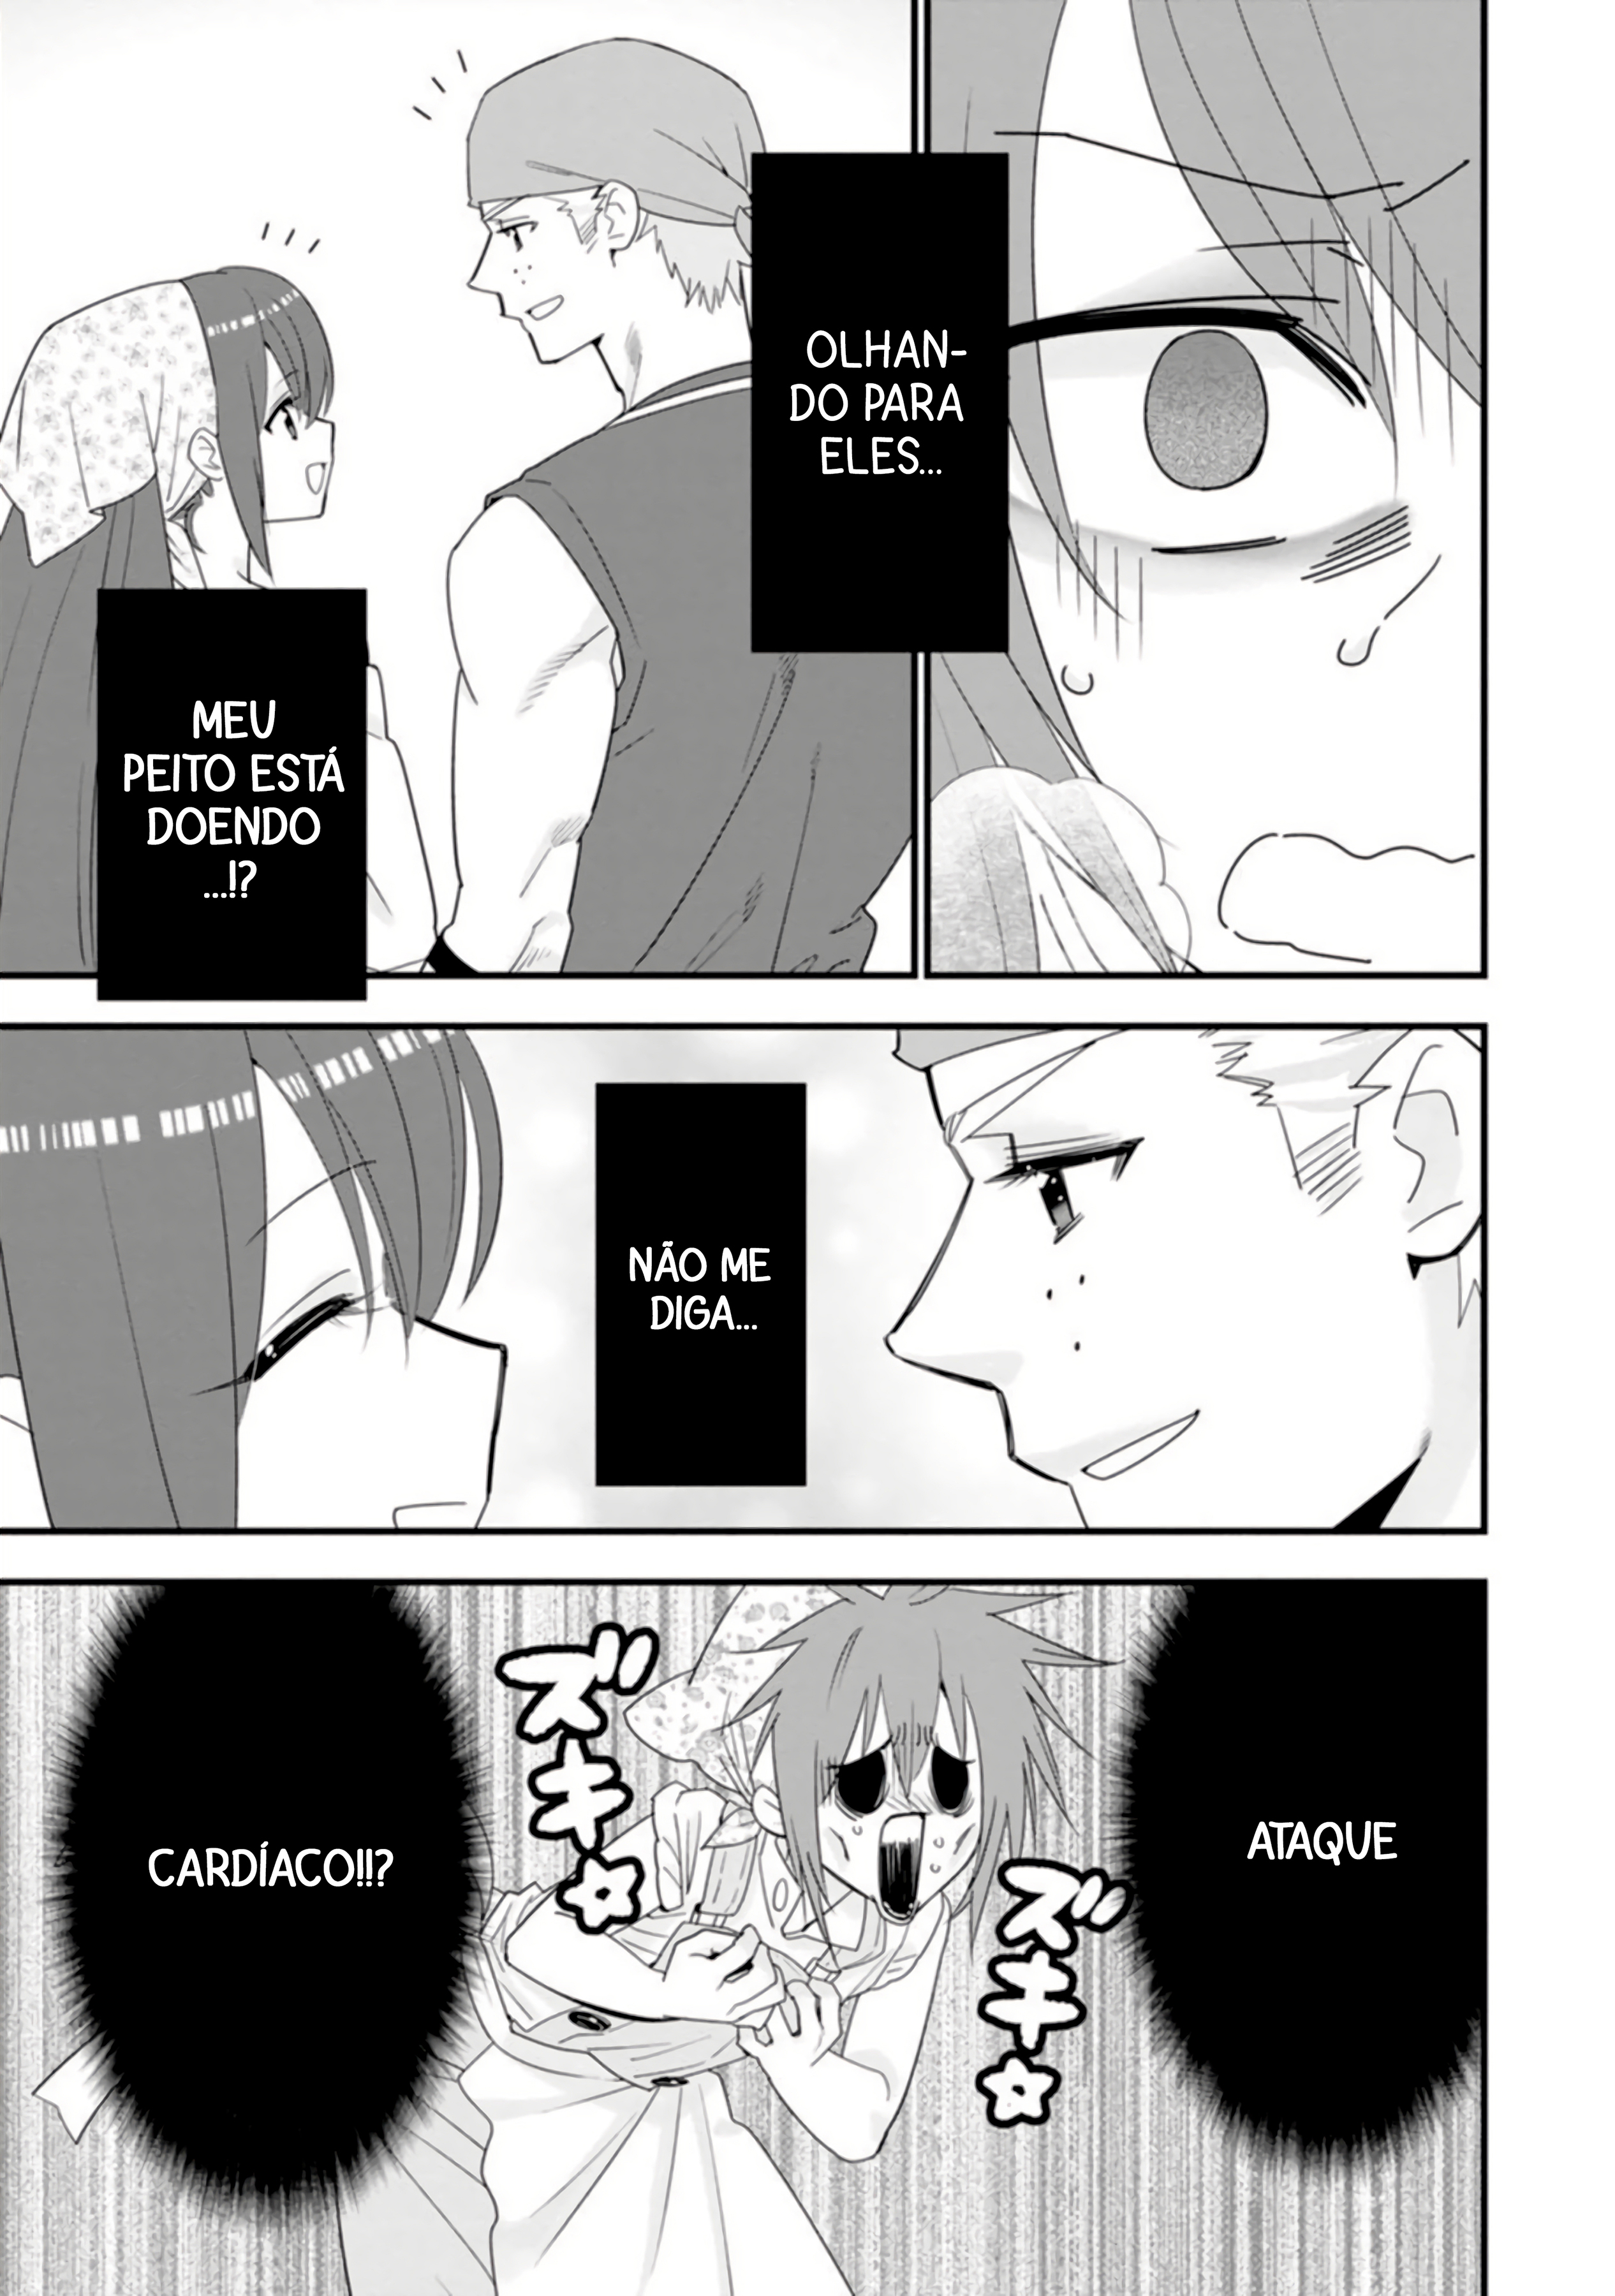 OLHAN-
DO PARA
ELES...
MEU
PEITO ESTÁ
DOENDO
...!?
NÃO ME
DIGA...
ATAQUE
ズキ☆
ズキ☆
CARDÍACO!!?